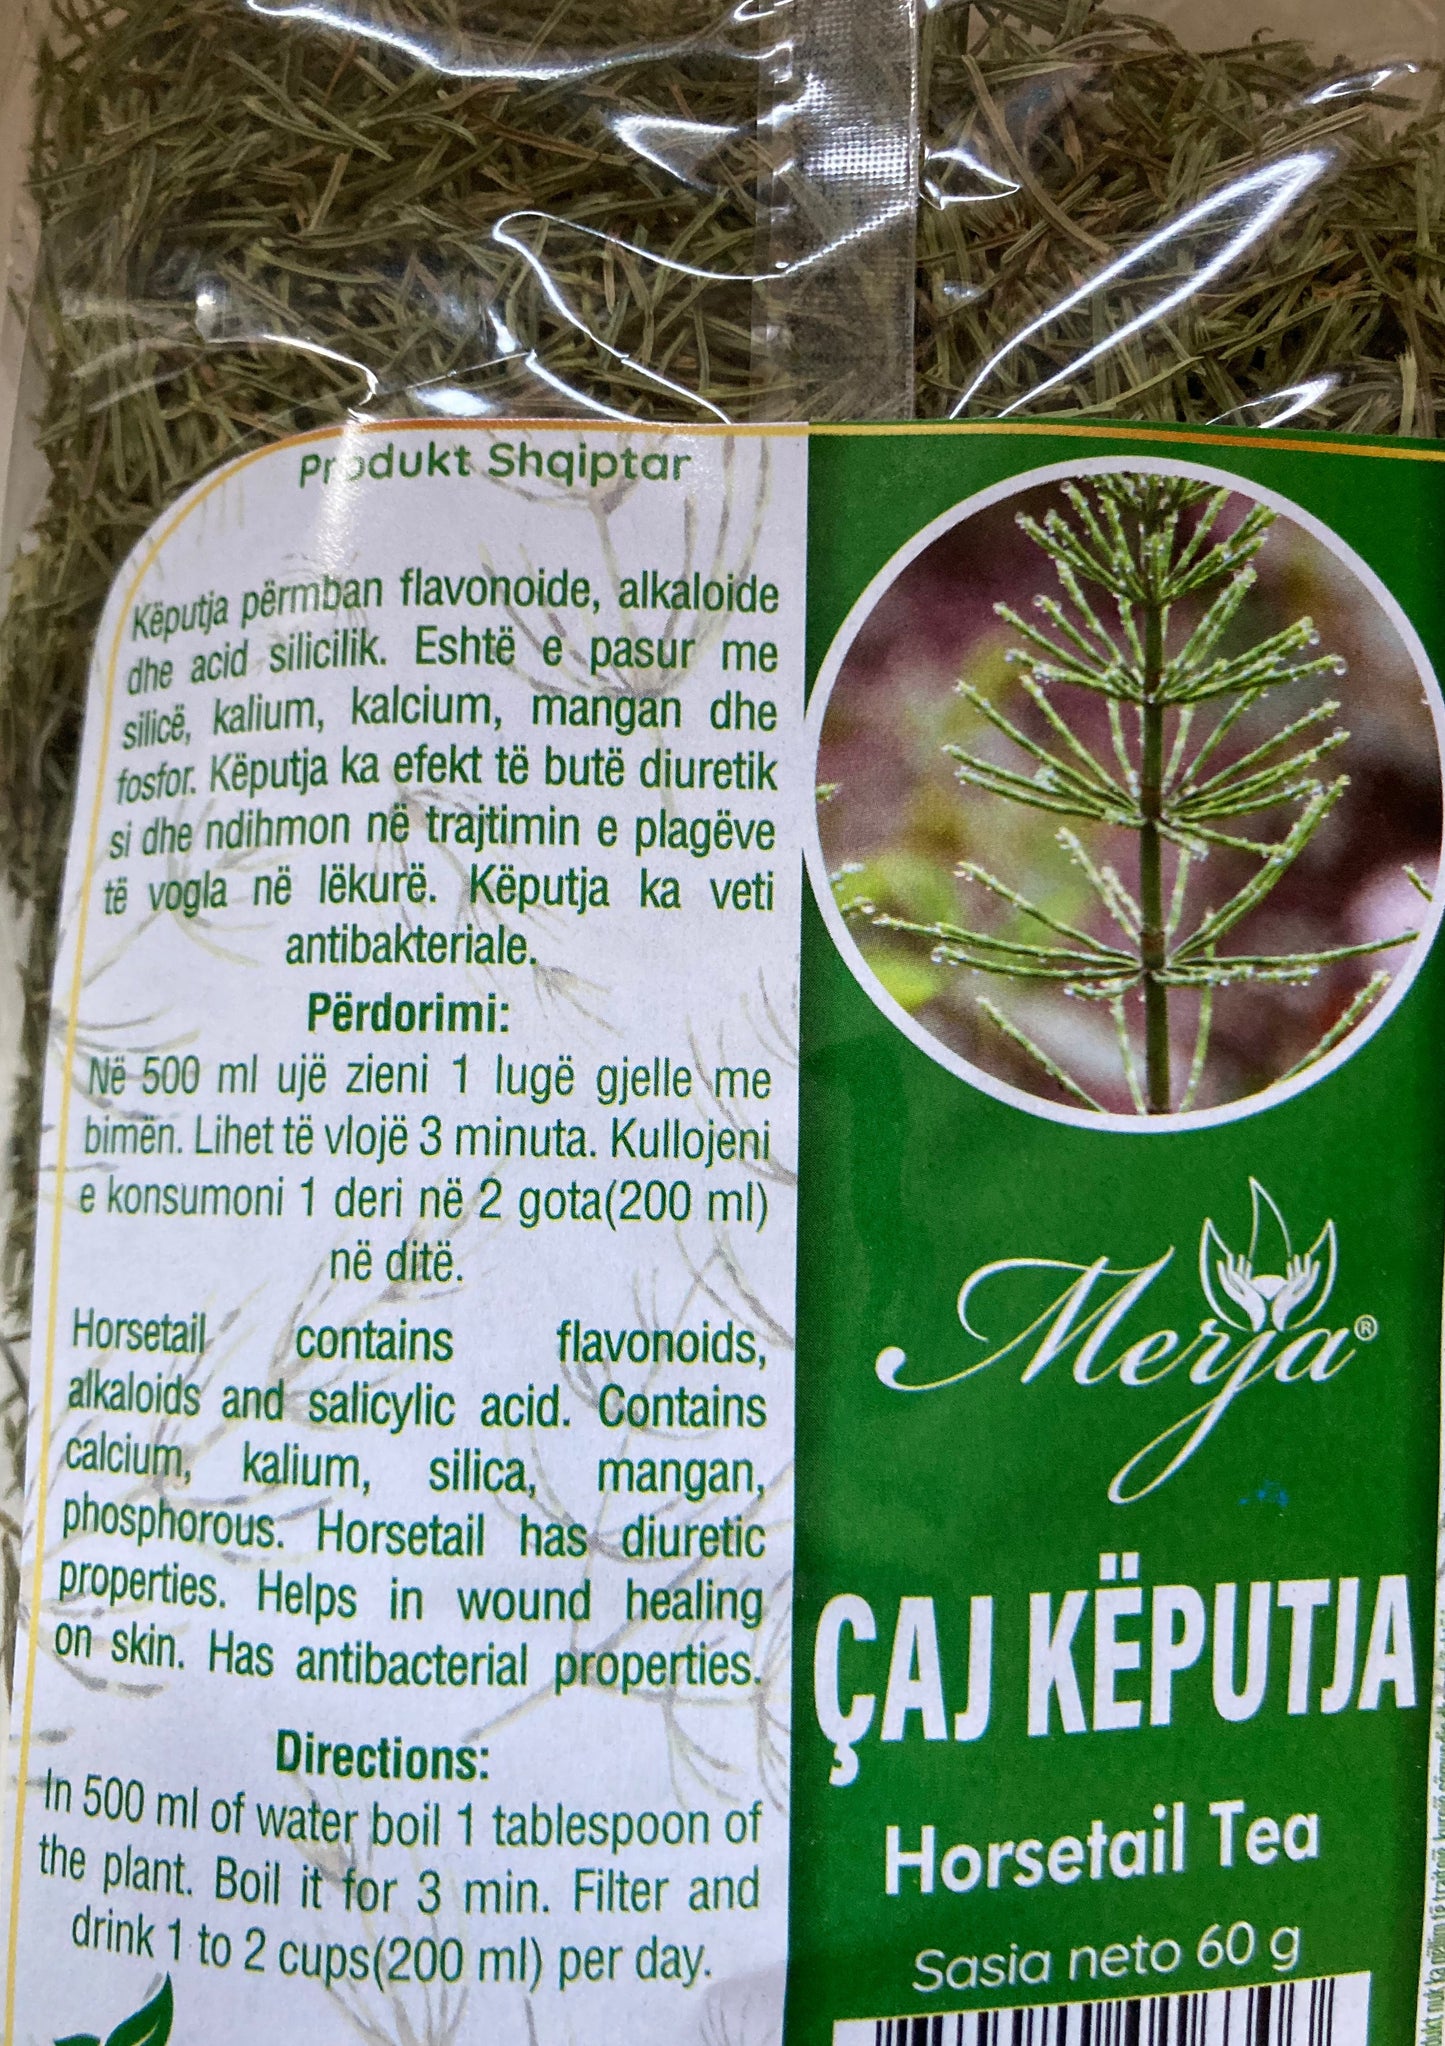 Produkt Shqiptar
Këputja përmban flavonoide, alkaloide
dhe acid silicilik. Eshtë e pasur me
silicë, kalium, kalcium, mangan dhe
fosfor. Këputja ka efekt të butë diuretik
si dhe ndihmon në trajtimin e plagëve
të vogla në lëkurë. Këputja ka veti
antibakteriale.
Përdorimi:
Në 500 ml ujë zieni 1 lugë gjelle me
bimën. Lihet të vlojë 3 minuta. Kullojeni
e konsumoni 1 deri në 2 gota(200 ml)
në ditë.
Horsetail contains flavonoids,
alkaloids and salicylic acid. Contains
calcium, kalium, silica, mangan,
phosphorous. Horsetail has diuretic
properties. Helps in wound healing
on skin. Has antibacterial properties.
Directions:
In 500 ml of water boil 1 tablespoon of
the plant. Boil it for 3 min. Filter and
drink 1 to 2 cups(200 ml) per day.
Merja®
ÇAJ KËPUTJA
Horsetail Tea
Sasia neto 60 g